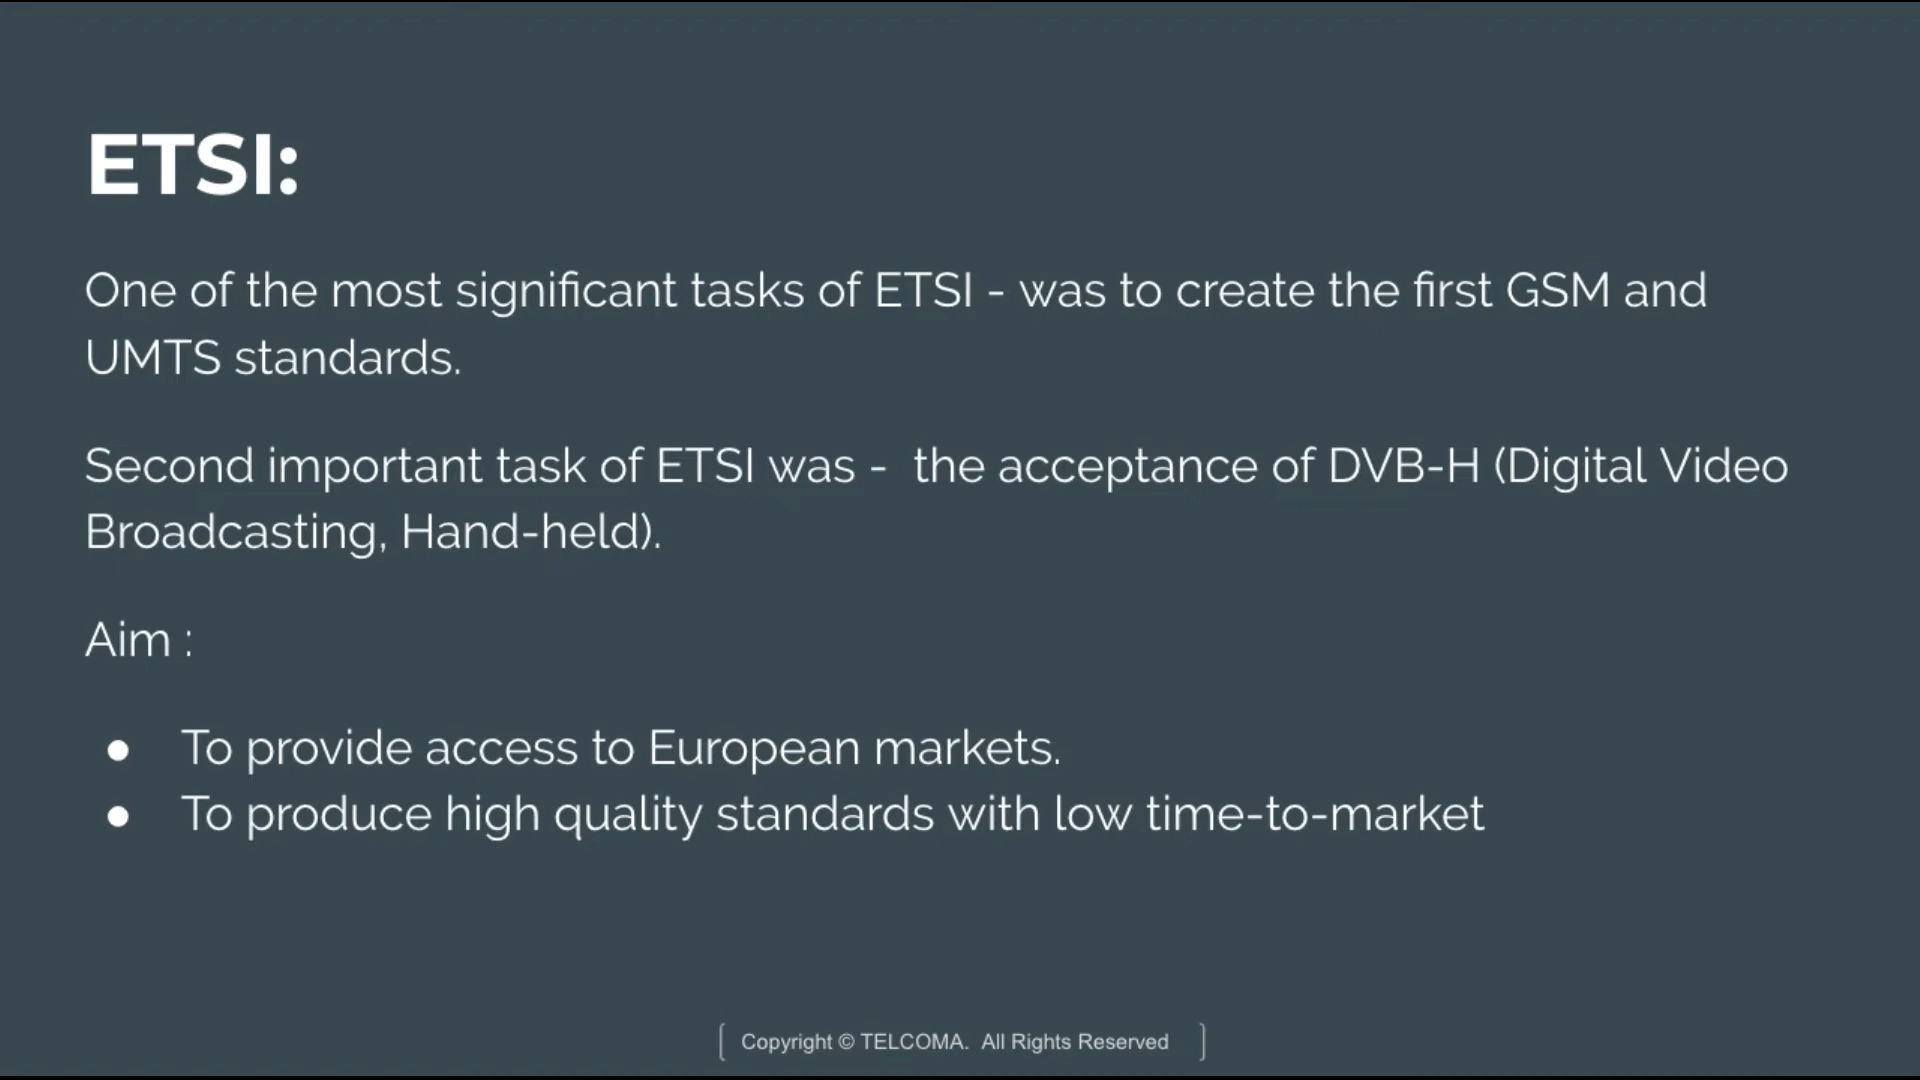 ETSI:
One of the most significant tasks of ETSI - was to create the first GSM and
UMTS standards.
Second important task of ETSI was -  the acceptance of DVB-H (Digital Video
Broadcasting, Hand-held).
Aim :
● To provide access to European markets.
● To produce high quality standards with low time-to-market
Copyright © TELCOMA.  All Rights Reserved